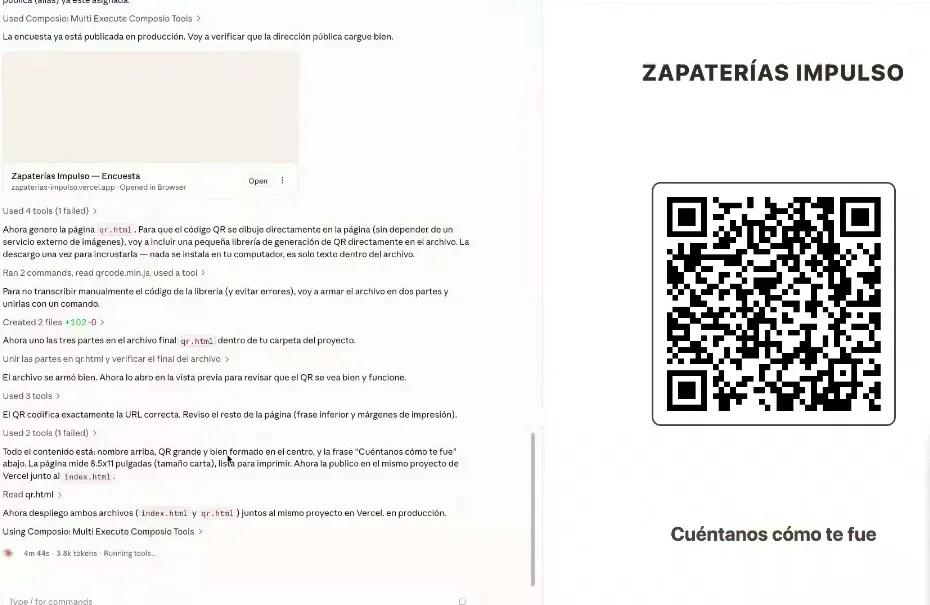 pública (alias) ya esté asignada.
Used Composio: Multi Execute Composio Tools >
La encuesta ya está publicada en producción. Voy a verificar que la dirección pública cargue bien.
Zapaterías Impulso — Encuesta
zapaterias-impulso.vercel.app · Opened in Browser
Open
Used 4 tools (1 failed) >
Ahora genero la página qr.html. Para que el código QR se dibuje directamente en la página (sin depender de un
servicio externo de imágenes), voy a incluir una pequeña librería de generación de QR directamente en el archivo. La
descargo una vez para incrustarla — nada se instala en tu computador, es solo texto dentro del archivo.
Ran 2 commands, read qrcode.min.js, used a tool >
Para no transcribir manualmente el código de la librería (y evitar errores), voy a armar el archivo en dos partes y
unirlas con un comando.
Created 2 files +102 -0 >
Ahora uno las tres partes en el archivo final qr.html dentro de tu carpeta del proyecto.
Unir las partes en qr.html y verificar el final del archivo >
El archivo se armó bien. Ahora lo abro en la vista previa para revisar que el QR se vea bien y funcione.
Used 3 tools >
El QR codifica exactamente la URL correcta. Reviso el resto de la página (frase inferior y márgenes de impresión).
Used 2 tools (1 failed) >
Todo el contenido está: nombre arriba, QR grande y bien formado en el centro, y la frase "Cuéntanos cómo te fue"
abajo. La página mide 8.5x11 pulgadas (tamaño carta), lista para imprimir. Ahora la publico en el mismo proyecto de
Vercel junto al index.html.
Read qr.html >
Ahora despliego ambos archivos (index.html y qr.html) juntos al mismo proyecto en Vercel, en producción.
Using Composio: Multi Execute Composio Tools >
4m 44s · 3.8k tokens · Running tools...
Type / for commands
ZAPATERÍAS IMPULSO
Cuéntanos cómo te fue